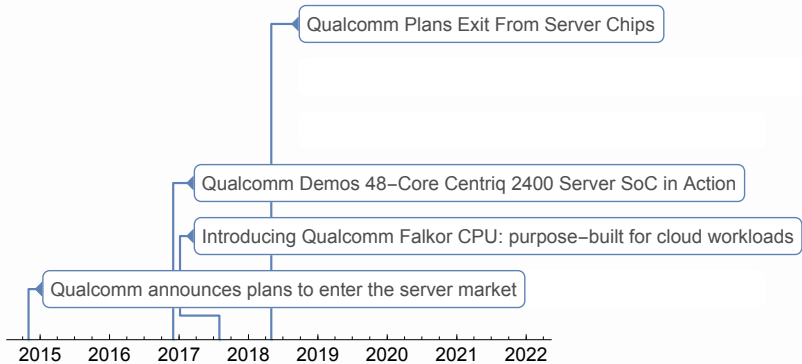 Qualcomm Plans Exit From Server Chips
Qualcomm Demos 48−Core Centriq 2400 Server SoC in Action
Introducing Qualcomm Falkor CPU: purpose−built for cloud workloads
Qualcomm announces plans to enter the server market
2015 2016 2017 2018 2019 2020 2021 2022